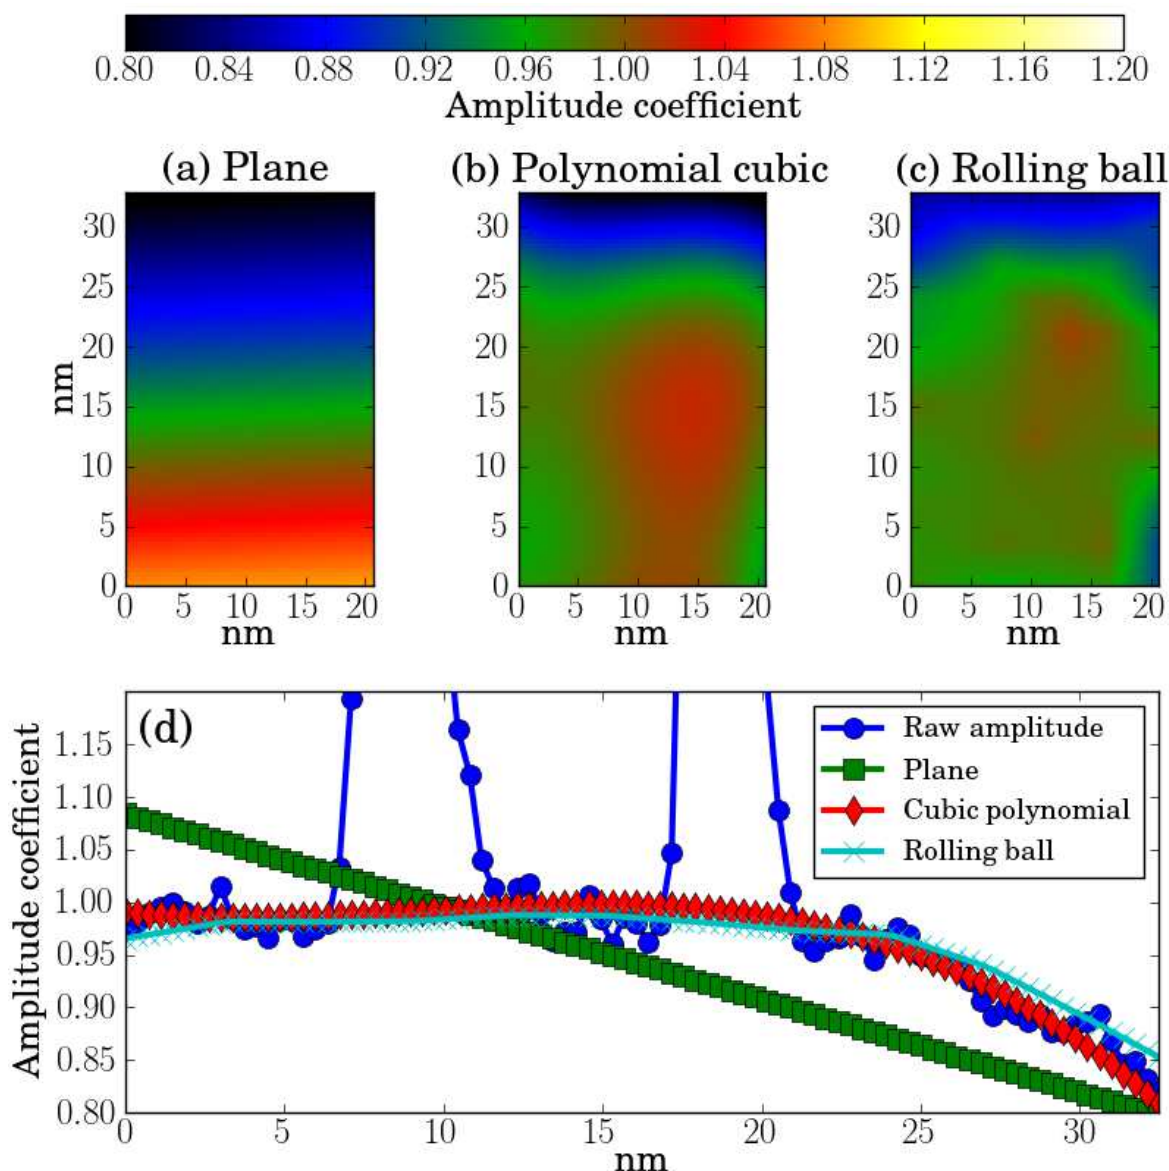 0.80 0.84 0.88 0.92 0.96 1.00 1.04 1.08 1.12 1.16 1.20
Amplitude coefficient
(a) Plane
(b) Polynomial cubic
(c) Rolling ball
30
25
20
15
10
5
0
nm
0 5 10 15 20
nm
30
25
20
15
10
5
0
0 5 10 15 20
nm
30
25
20
15
10
5
0
0 5 10 15 20
nm
(d)
Raw amplitude
Plane
Cubic polynomial
Rolling ball
Amplitude coefficient
1.15
1.10
1.05
1.00
0.95
0.90
0.85
0.80
0 5 10 15 20 25 30
nm